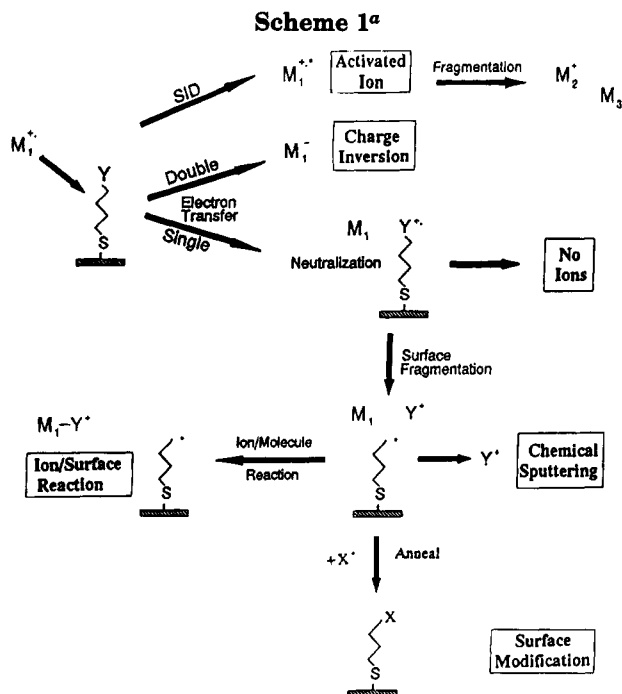 Scheme 1ᵃ
M₁⁺·
Y
S
SID
M₁⁺·*
Activated
Ion
Fragmentation
M₂⁺
M₃
Double
Electron
Transfer
Single
M₁⁻
Charge
Inversion
M₁
Y⁺·
Neutralization
S
No
Ions
Surface
Fragmentation
M₁–Y⁺
Ion/Surface
Reaction
S
Ion/Molecule
Reaction
M₁
Y⁺
S
Y⁺
Chemical
Sputtering
+X·
Anneal
X
S
Surface
Modification